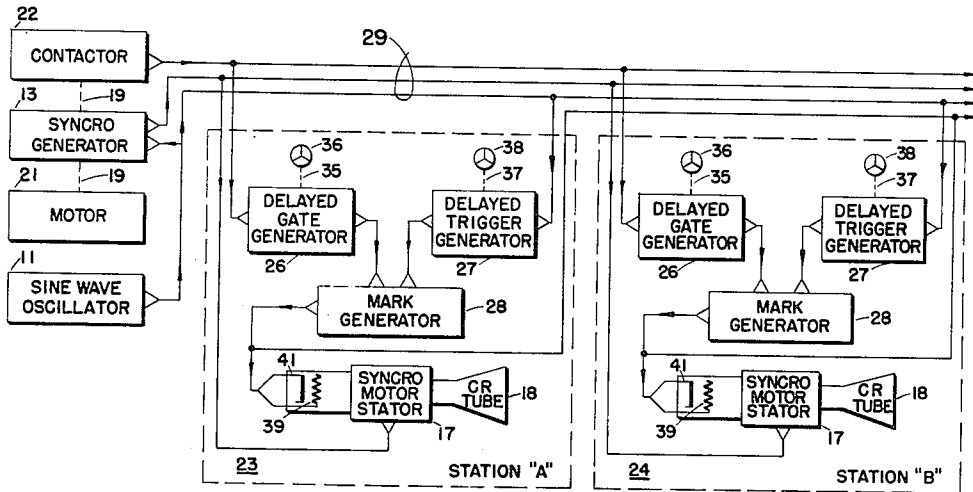 22
CONTACTOR
19
13
SYNCRO
GENERATOR
19
21
MOTOR
11
SINE WAVE
OSCILLATOR
29
36
35
DELAYED
GATE
GENERATOR
26
38
37
DELAYED
TRIGGER
GENERATOR
27
MARK
GENERATOR
28
41
39
SYNCRO
MOTOR
STATOR
17
CR
TUBE
18
23
STATION "A"
36
35
DELAYED
GATE
GENERATOR
26
38
37
DELAYED
TRIGGER
GENERATOR
27
MARK
GENERATOR
28
41
39
SYNCRO
MOTOR
STATOR
17
CR
TUBE
18
24
STATION "B"